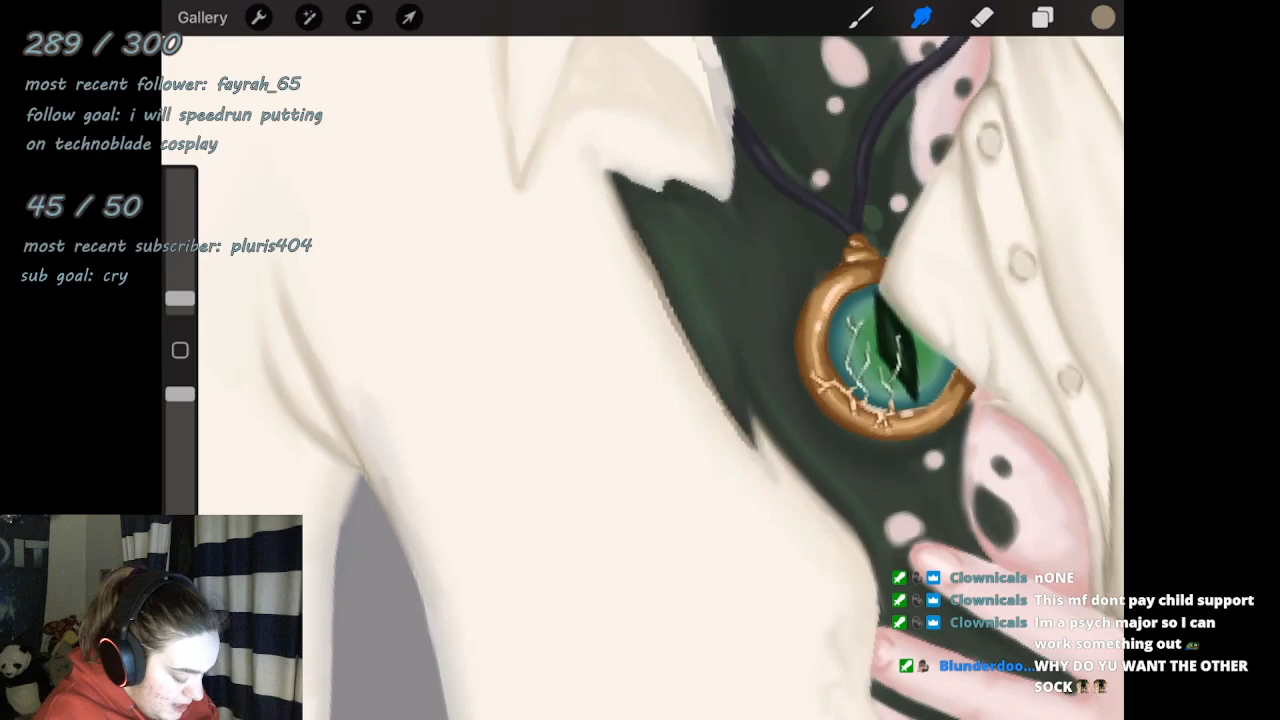 Gallery
289 / 300
most recent follower: fayrah_65
follow goal: i will speedrun putting
on technoblade cosplay
45 / 50
most recent subscriber: pluris404
sub goal: cry
Clownicals nONE
Clownicals This mf dont pay child support
Clownicals Im a psych major so I can
work something out
Blunderdoo... WHY DO YU WANT THE OTHER
SOCK